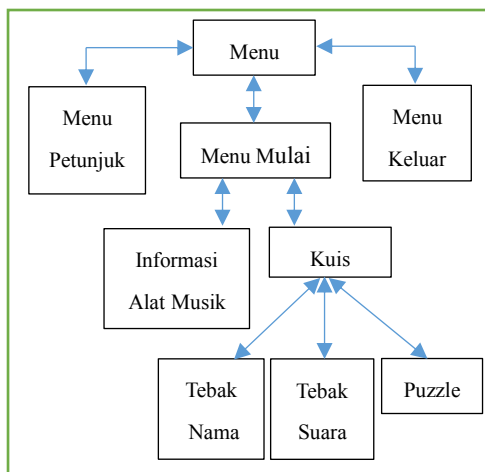 Menu
Menu
Petunjuk
Menu
Keluar
Menu Mulai
Informasi
Alat Musik
Kuis
Tebak
Nama
Tebak
Suara
Puzzle